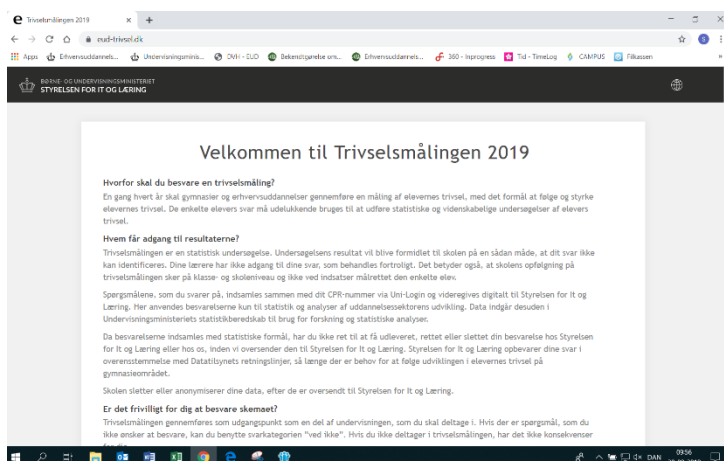 Trivselsmålingen 2019
eud-trivsel.dk
Apps Erhvervsuddannels... Undervisningsminis... DVH - EUD Bekendtgørelse om... Erhvervsuddannels... 360 - Inprogress Tid - TimeLog CAMPUS Filkassen
BØRNE- OG UNDERVISNINGSMINISTERIET
STYRELSEN FOR IT OG LÆRING
Velkommen til Trivselsmålingen 2019
Hvorfor skal du besvare en trivselsmåling?
En gang hvert år skal gymnasier og erhvervsuddannelser gennemføre en måling af elevernes trivsel, med det formål at følge og styrke
elevernes trivsel. De enkelte elevers svar må udelukkende bruges til at udføre statistiske og videnskabelige undersøgelser af elevers
trivsel.
Hvem får adgang til resultaterne?
Trivselsmålingen er en statistisk undersøgelse. Undersøgelsens resultat vil blive formidlet til skolen på en sådan måde, at dit svar ikke
kan identificeres. Dine lærere har ikke adgang til dine svar, som behandles fortroligt. Det betyder også, at skolens opfølgning på
trivselsmålingen sker på klasse- og skoleniveau og ikke ved indsatser målrettet den enkelte elev.
Spørgsmålene, som du svarer på, indsamles sammen med dit CPR-nummer via Uni-Login og videregives digitalt til Styrelsen for It og
Læring. Her anvendes besvarelserne kun til statistik og analyser af uddannelsessektorens udvikling. Data indgår desuden i
Undervisningsministeriets statistikberedskab til brug for forskning og statistiske analyser.
Da besvarelserne indsamles med statistiske formål, har du ikke ret til at få udleveret, rettet eller slettet din besvarelse hos Styrelsen
for It og Læring eller hos os, inden vi oversender den til Styrelsen for It og Læring. Styrelsen for It og Læring opbevarer dine svar i
overensstemmelse med Datatilsynets retningslinjer, så længe der er behov for at følge udviklingen i elevernes trivsel på
gymnasieområdet.
Skolen sletter eller anonymiserer dine data, efter de er oversendt til Styrelsen for It og Læring.
Er det frivilligt for dig at besvare skemaet?
Trivselsmålingen gennemføres som udgangspunkt som en del af undervisningen, som du skal deltage i. Hvis der er spørgsmål, som du
ikke ønsker at besvare, kan du benytte svarkategorien "ved ikke". Hvis du ikke deltager i trivselsmålingen, har det ikke konsekvenser
for dig.
DAN 09:56